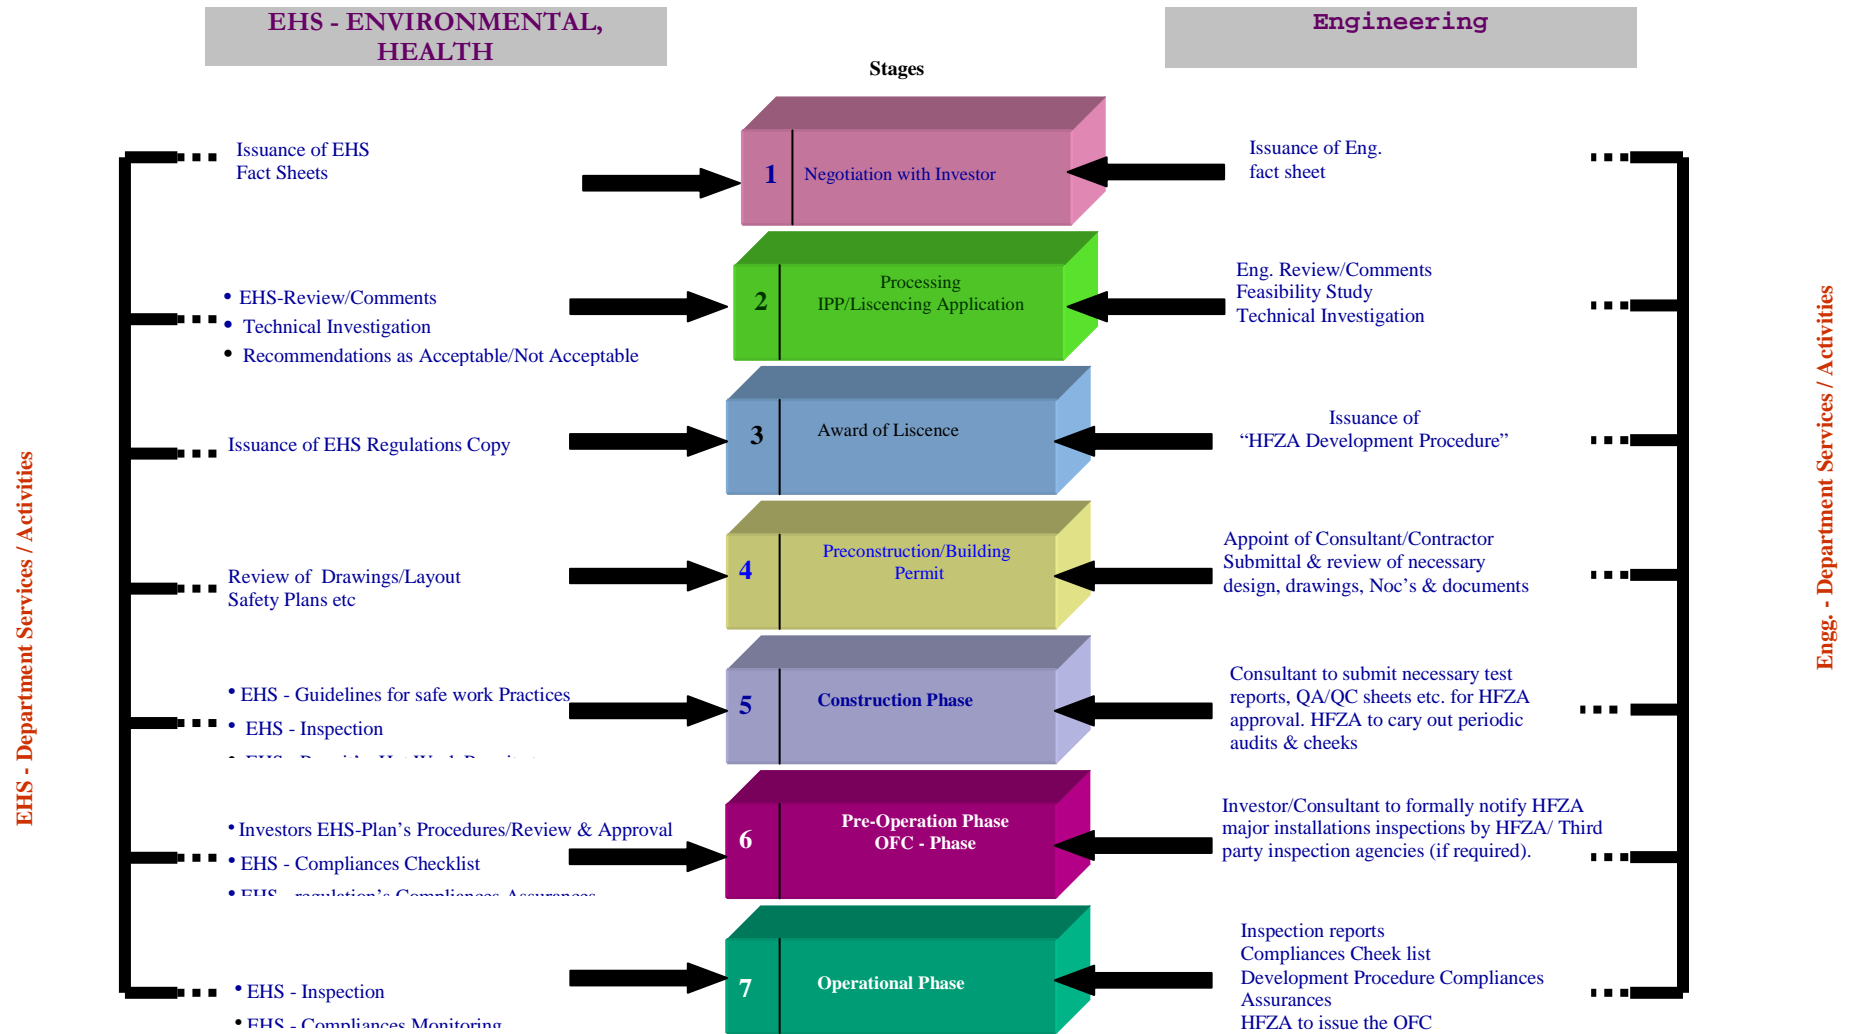 EHS - ENVIRONMENTAL,
HEALTH
Engineering
Stages
EHS - Department Services / Activities
Engg. - Department Services / Activities
Issuance of EHS
Fact Sheets
1 Negotiation with Investor
Issuance of Eng.
fact sheet
• EHS-Review/Comments
• Technical Investigation
• Recommendations as Acceptable/Not Acceptable
2
Processing
IPP/Liscencing Application
Eng. Review/Comments
Feasibility Study
Technical Investigation
Issuance of EHS Regulations Copy
3 Award of Liscence
Issuance of
“HFZA Development Procedure”
Review of Drawings/Layout
Safety Plans etc
4
Preconstruction/Building
Permit
Appoint of Consultant/Contractor
Submittal & review of necessary
design, drawings, Noc’s & documents
• EHS - Guidelines for safe work Practices
• EHS - Inspection
5 Construction Phase
Consultant to submit necessary test
reports, QA/QC sheets etc. for HFZA
approval. HFZA to cary out periodic
audits & cheeks
• Investors EHS-Plan’s Procedures/Review & Approval
• EHS - Compliances Checklist
• EHS - regulation’s Compliances Assurances
6
Pre-Operation Phase
OFC - Phase
Investor/Consultant to formally notify HFZA
major installations inspections by HFZA/ Third
party inspection agencies (if required).
• EHS - Inspection
• EHS - Compliances Monitoring
7 Operational Phase
Inspection reports
Compliances Cheek list
Development Procedure Compliances
Assurances
HFZA to issue the OFC